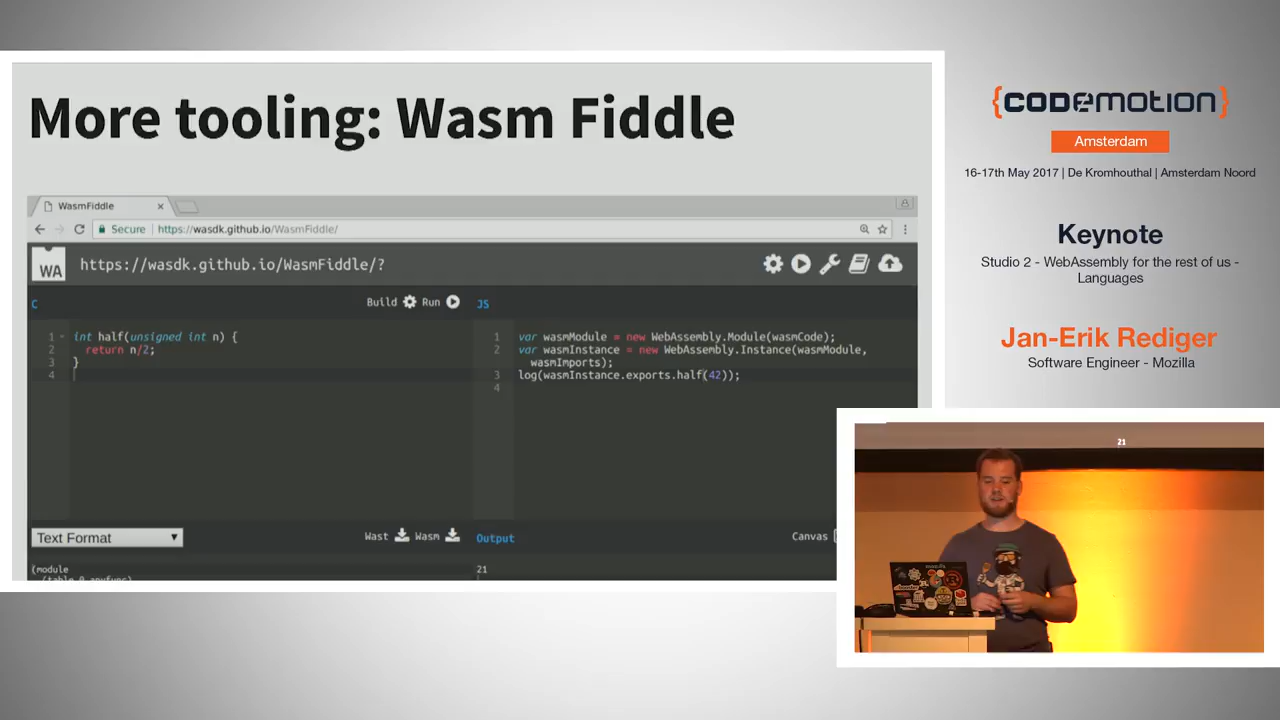 More tooling: Wasm Fiddle
WasmFiddle
Secure https://wasdk.github.io/WasmFiddle/
WA https://wasdk.github.io/WasmFiddle/?
C Build Run JS
1 int half(unsigned int n) {
2 return n/2;
3 }
4
1 var wasmModule = new WebAssembly.Module(wasmCode);
2 var wasmInstance = new WebAssembly.Instance(wasmModule,
wasmImports);
3 log(wasmInstance.exports.half(42));
4
Text Format Wast Wasm Output Canvas
(module
(table 0 anyfunc)
21
{CODEMOTION}
Amsterdam
16-17th May 2017 | De Kromhouthal | Amsterdam Noord
Keynote
Studio 2 - WebAssembly for the rest of us -
Languages
Jan-Erik Rediger
Software Engineer - Mozilla
21